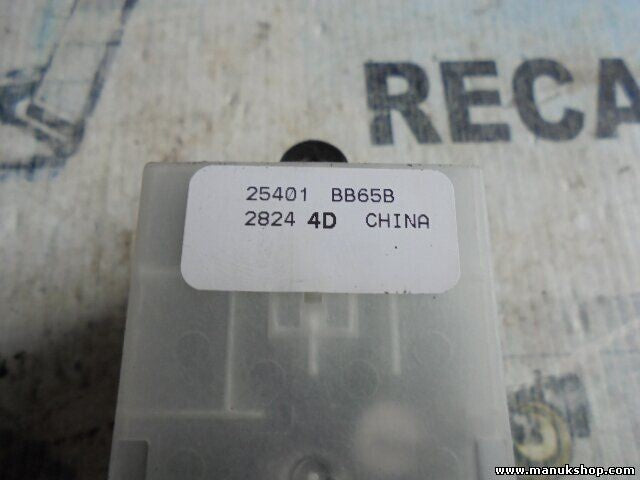 RECA
25401 BB65B
2824 4D CHINA
www.manukshop.com